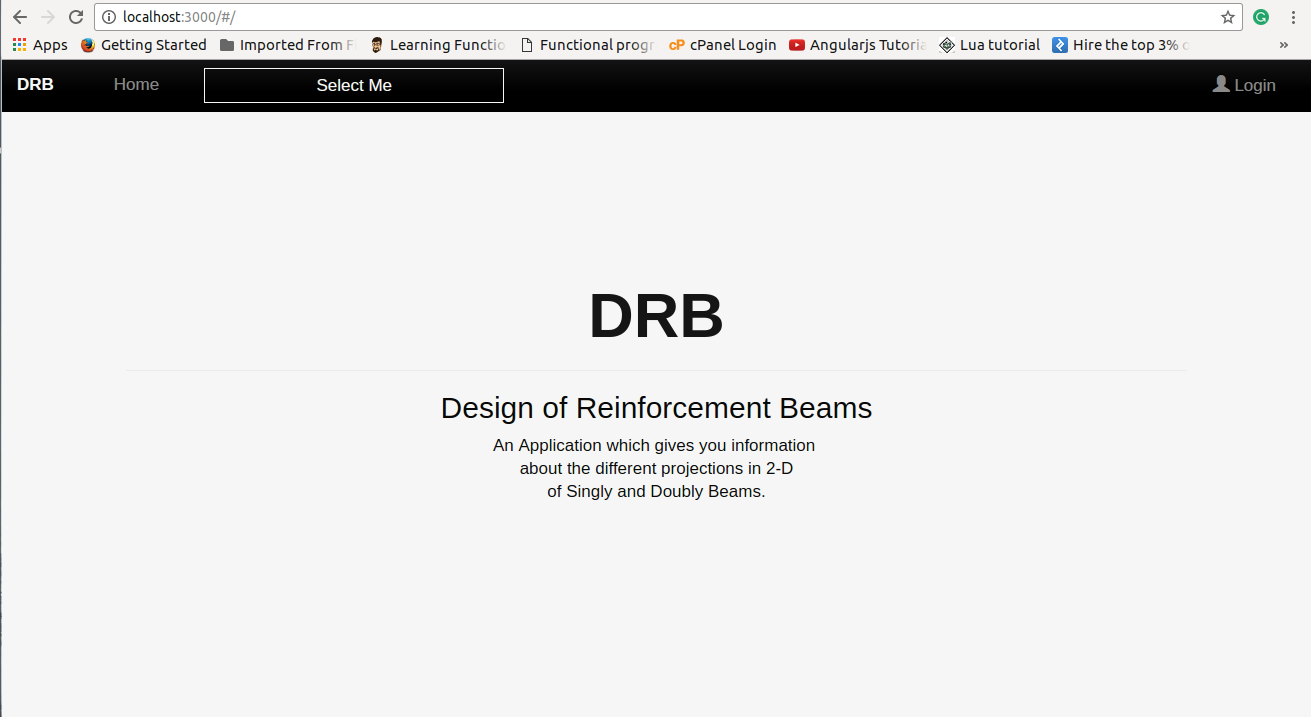 localhost:3000/#/
Apps Getting Started Imported From F Learning Functio Functional progr cPanel Login Angularjs Tutoria Lua tutorial Hire the top 3% »
DRB Home Select Me Login
DRB
Design of Reinforcement Beams
An Application which gives you information
about the different projections in 2-D
of Singly and Doubly Beams.